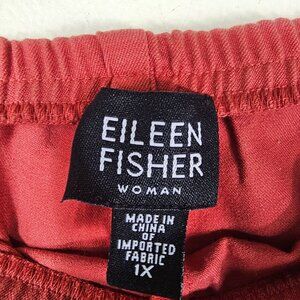 EILEEN
FISHER
WOMAN
MADE IN
CHINA
OF
IMPORTED
FABRIC
1X